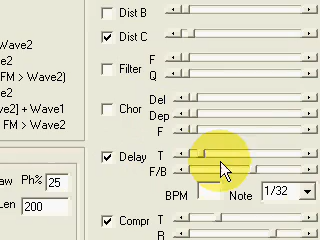 Dist B
Wave2
Dist C
e2
F
FM > Wave2)
Filter
Q
e2
Del
ve2] + Wave1
Chor
Dep
FM > Wave2
F
Delay
T
F/B
aw
Ph%
25
BPM
Note
1/32
Len
200
Compr
T
R